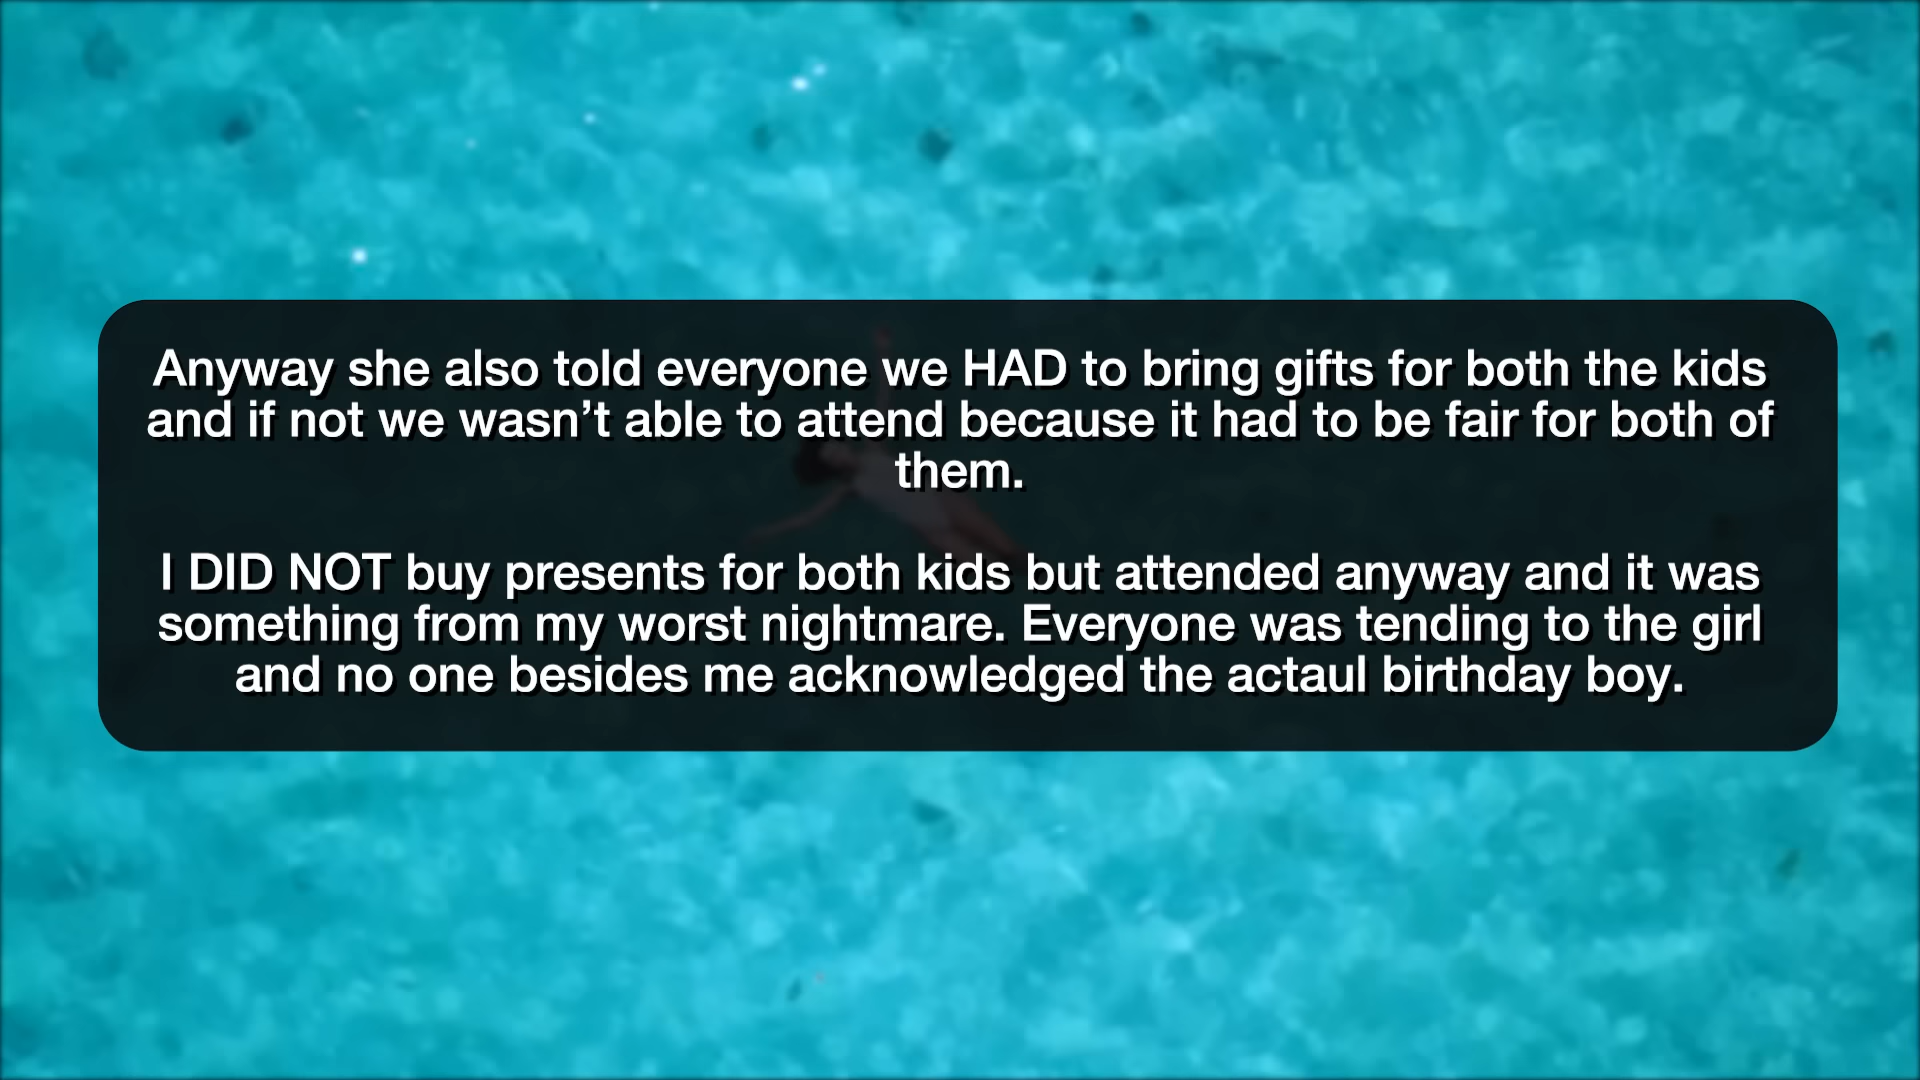 Anyway she also told everyone we HAD to bring gifts for both the kids
and if not we wasn’t able to attend because it had to be fair for both of
them.
I DID NOT buy presents for both kids but attended anyway and it was
something from my worst nightmare. Everyone was tending to the girl
and no one besides me acknowledged the actaul birthday boy.